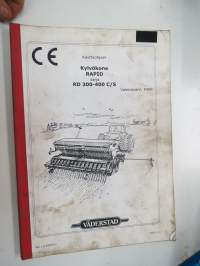 CE
Käyttöohjeet
Kylvökone
RAPID
sarja
RD 300-400 C/S
VÄDERSTAD